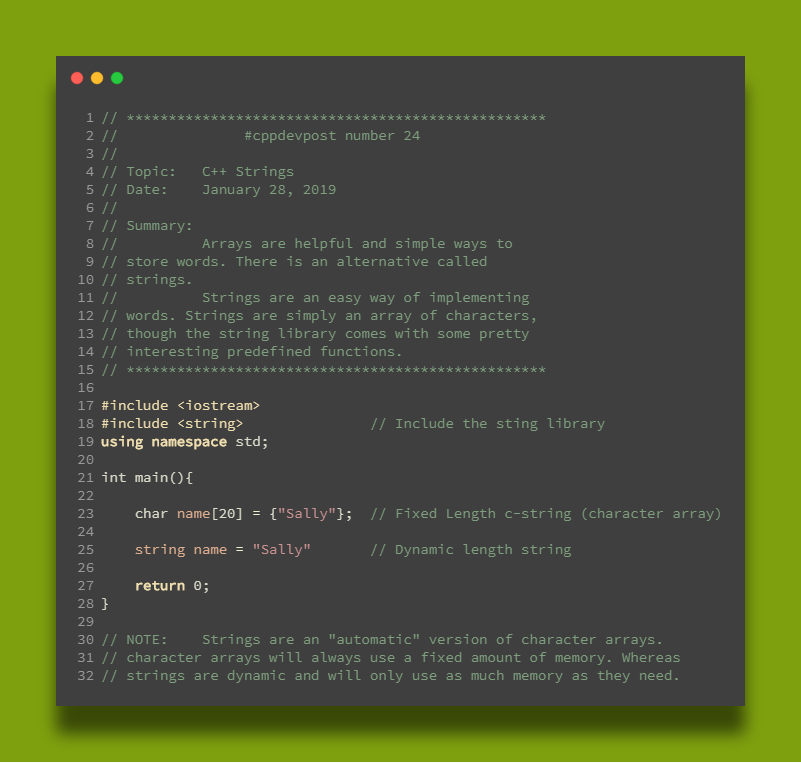 1 // **************************************************
2 //               #cppdevpost number 24
3 //
4 // Topic:   C++ Strings
5 // Date:    January 28, 2019
6 //
7 // Summary:
8 //          Arrays are helpful and simple ways to
9 // store words. There is an alternative called
10 // strings.
11 //          Strings are an easy way of implementing
12 // words. Strings are simply an array of characters,
13 // though the string library comes with some pretty
14 // interesting predefined functions.
15 // **************************************************
16
17 #include <iostream>
18 #include <string>               // Include the sting library
19 using namespace std;
20
21 int main(){
22
23     char name[20] = {"Sally"};  // Fixed Length c-string (character array)
24
25     string name = "Sally"       // Dynamic length string
26
27     return 0;
28 }
29
30 // NOTE:    Strings are an "automatic" version of character arrays.
31 // character arrays will always use a fixed amount of memory. Whereas
32 // strings are dynamic and will only use as much memory as they need.